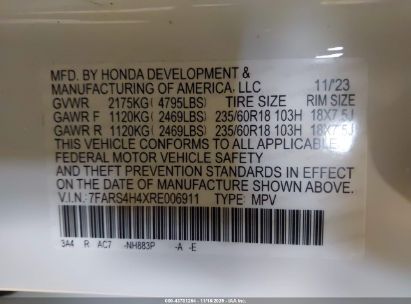 MFD. BY HONDA DEVELOPMENT &
MANUFACTURING OF AMERICA, LLC 11/23
GVWR 2175KG( 4795LBS) TIRE SIZE RIM SIZE
GAWR F 1120KG( 2469LBS) 235/60R18 103H 18X7.5J
GAWR R 1120KG( 2469LBS) 235/60R18 103H 18X7.5J
THIS VEHICLE CONFORMS TO ALL APPLICABLE
FEDERAL MOTOR VEHICLE SAFETY
AND THEFT PREVENTION STANDARDS IN EFFECT
ON THE DATE OF MANUFACTURE SHOWN ABOVE.
V.I.N.: 7FARS4H4XRE006911 TYPE: MPV
3A4 R AC7 -NH883P -A -E